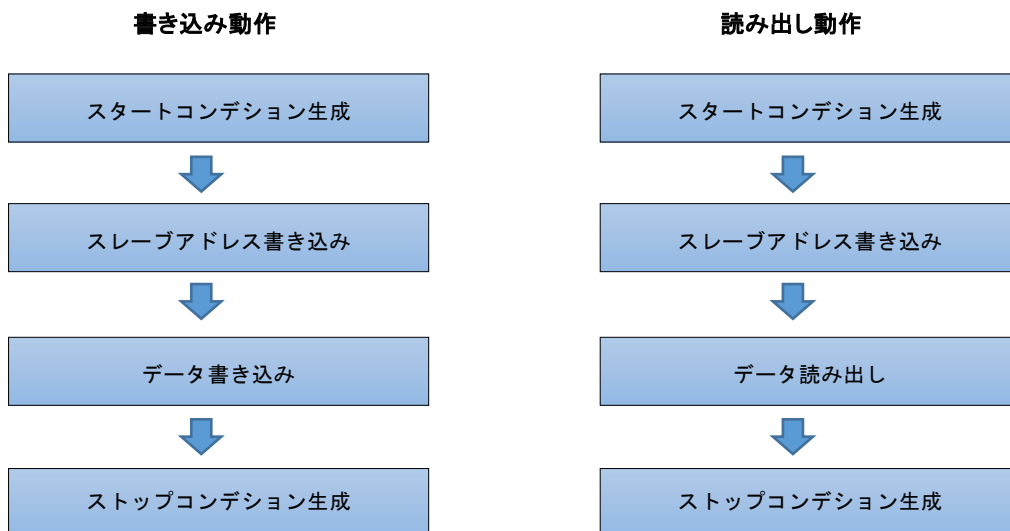 書き込み動作
スタートコンデション生成
スレーブアドレス書き込み
データ書き込み
ストップコンデション生成
読み出し動作
スタートコンデション生成
スレーブアドレス書き込み
データ読み出し
ストップコンデション生成